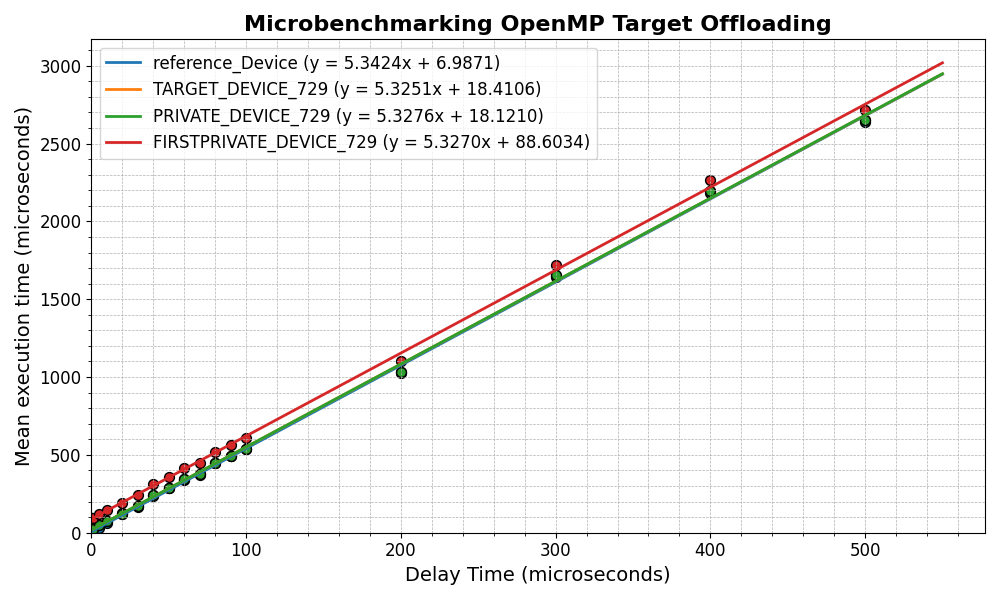 Microbenchmarking OpenMP Target Offloading
reference_Device (y = 5.3424x + 6.9871)
TARGET_DEVICE_729 (y = 5.3251x + 18.4106)
PRIVATE_DEVICE_729 (y = 5.3276x + 18.1210)
FIRSTPRIVATE_DEVICE_729 (y = 5.3270x + 88.6034)
Mean execution time (microseconds)
3000
2500
2000
1500
1000
500
0
0 100 200 300 400 500
Delay Time (microseconds)